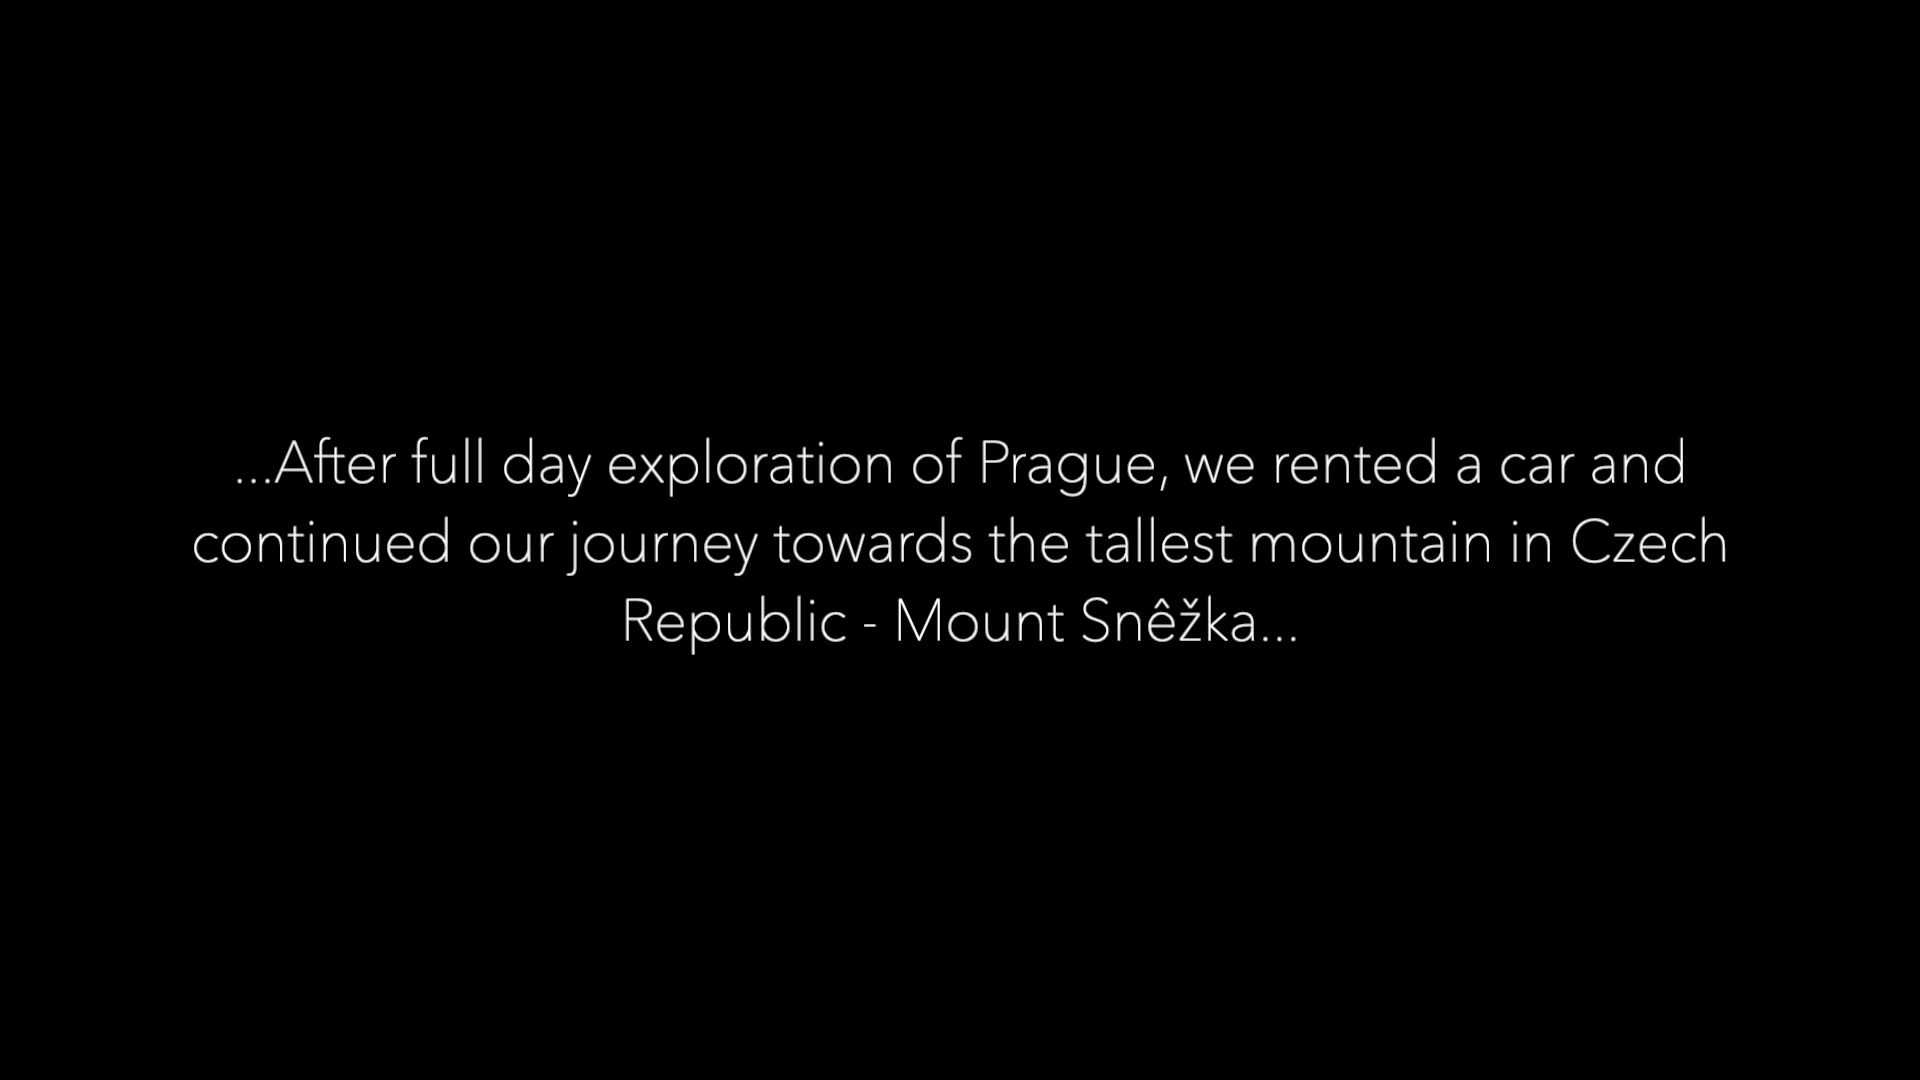 ...After full day exploration of Prague, we rented a car and
continued our journey towards the tallest mountain in Czech
Republic - Mount Snêžka...